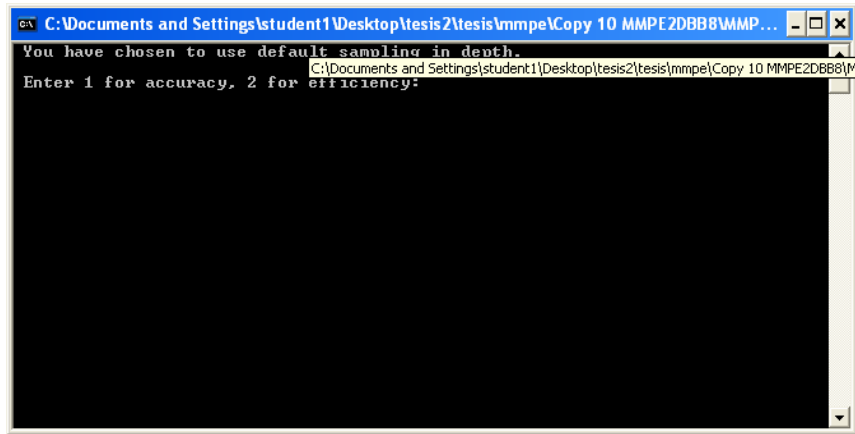 C:\Documents and Settings\student1\Desktop\tesis2\tesis\mmpe\Copy 10 MMPE2DBB8\MMP...
You have chosen to use default sampling in depth.
C:\Documents and Settings\student1\Desktop\tesis2\tesis\mmpe\Copy 10 MMPE2DBB8\M
Enter 1 for accuracy, 2 for efficiency: